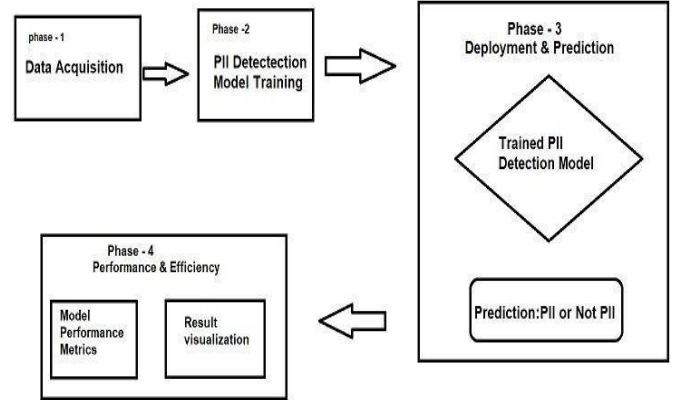 phase - 1
Data Acquisition
Phase -2
PII Detectection
Model Training
Phase - 3
Deployment & Prediction
Trained PII
Detection Model
Prediction:PII or Not PII
Phase - 4
Performance & Efficiency
Model
Performance
Metrics
Result
visualization